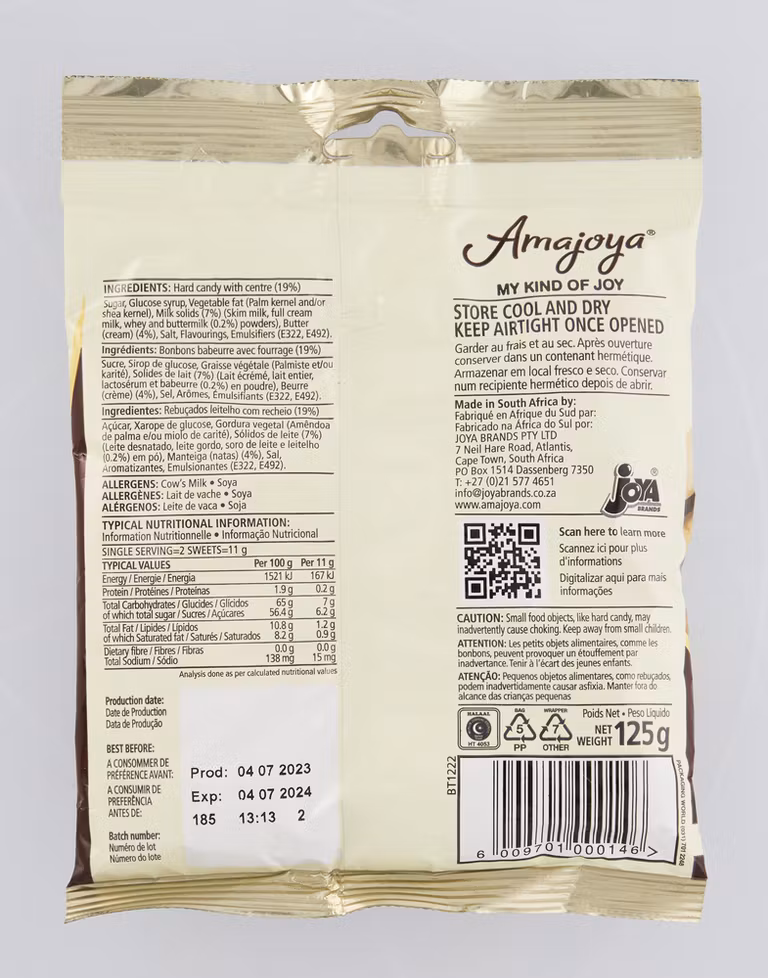 INGREDIENTS: Hard candy with centre (19%)
Sugar, Glucose syrup, Vegetable fat (Palm kernel and/or
shea kernel), Milk solids (7%) (Skim milk, full cream
milk, whey and buttermilk (0.2%) powders), Butter
(cream) (4%), Salt, Flavourings, Emulsifiers (E322, E492).
Ingrédients: Bonbons babeurre avec fourrage (19%)
Sucre, Sirop de glucose, Graisse végétale (Palmiste et/ou
karité), Solides de lait (7%) (Lait écrémé, lait entier,
lactosérum et babeurre (0.2%) en poudre), Beurre
(crème) (4%), Sel, Arômes, Émulsifiants (E322, E492).
Ingredientes: Rebuçados leitelho com recheio (19%)
Açúcar, Xarope de glucose, Gordura vegetal (Amêndoa
de palma e/ou miolo de carité), Sólidos de leite (7%)
(Leite desnatado, leite gordo, soro de leite e leitelho
(0.2%) em pó), Manteiga (natas) (4%), Sal,
Aromatizantes, Emulsionantes (E322, E492).
ALLERGENS: Cow's Milk • Soya
ALLERGÈNES: Lait de vache • Soya
ALÉRGENOS: Leite de vaca • Soja
TYPICAL NUTRITIONAL INFORMATION:
Information Nutritionnelle • Informação Nutricional
SINGLE SERVING=2 SWEETS=11 g
TYPICAL VALUES Per 100 g Per 11 g
Energy / Energie / Energia 1521 kJ 167 kJ
Protein / Protéines / Proteínas 1.9 g 0.2 g
Total Carbohydrates / Glucides / Glícidos 65 g 7 g
of which total sugar / Sucres / Açúcares 56.4 g 6.2 g
Total Fat / Lipides / Lípidos 10.8 g 1.2 g
of which Saturated fat / Saturés / Saturados 8.2 g 0.9 g
Dietary fibre / Fibres / Fibras 0.0 g 0.0 g
Total Sodium / Sódio 138 mg 15 mg
Analysis done as per calculated nutritional values
Production date:
Date de Production
Data de Produção
BEST BEFORE:
A CONSOMMER DE
PRÉFÉRENCE AVANT:
A CONSUMIR DE
PREFERÊNCIA
ANTES DE:
Batch number:
Numéro de lot
Número do lote
Prod: 04 07 2023
Exp: 04 07 2024
185 13:13 2
Amajoya®
MY KIND OF JOY
STORE COOL AND DRY
KEEP AIRTIGHT ONCE OPENED
Garder au frais et au sec. Après ouverture
conserver dans un contenant hermétique.
Armazenar em local fresco e seco. Conservar
num recipiente hermético depois de abrir.
Made in South Africa by:
Fabriqué en Afrique du Sud par:
Fabricado na África do Sul por:
JOYA BRANDS PTY LTD
7 Neil Hare Road, Atlantis,
Cape Town, South Africa
PO Box 1514 Dassenberg 7350
T: +27 (0)21 577 4651
info@joyabrands.co.za
www.amajoya.com
JOYA®
BRANDS
Scan here to learn more
Scannez ici pour plus
d'informations
Digitalizar aqui para mais
informações
CAUTION: Small food objects, like hard candy, may
inadvertently cause choking. Keep away from small children.
ATTENTION: Les petits objets alimentaires, comme les
bonbons, peuvent provoquer un étouffement par
inadvertance. Tenir à l'écart des jeunes enfants.
ATENÇÃO: Pequenos objetos alimentares, como rebuçados,
podem inadvertidamente causar asfixia. Manter fora do
alcance das crianças pequenas
HALAAL
HT 4053
BAG
5
PP
WRAPPER
7
OTHER
Poids Net • Peso Líquido
NET
WEIGHT 125g
BT1222
6 009701 000146 >